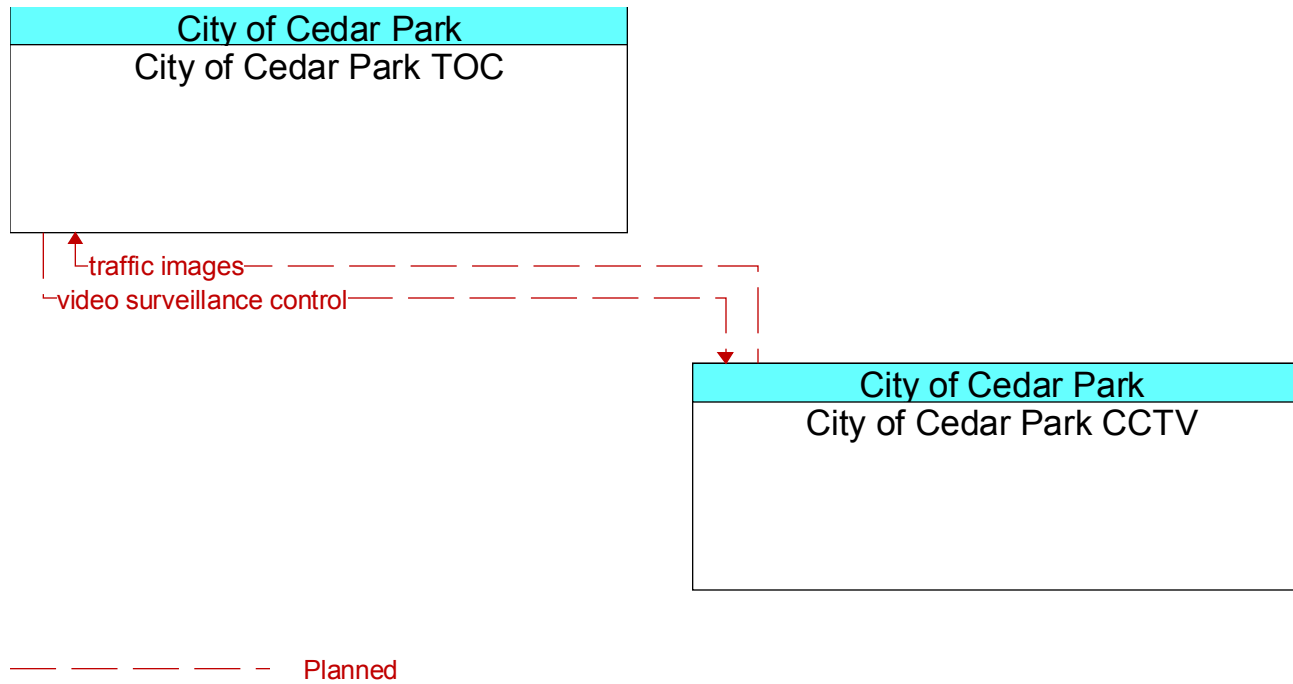 City of Cedar Park
City of Cedar Park TOC
traffic images
video surveillance control
City of Cedar Park
City of Cedar Park CCTV
Planned